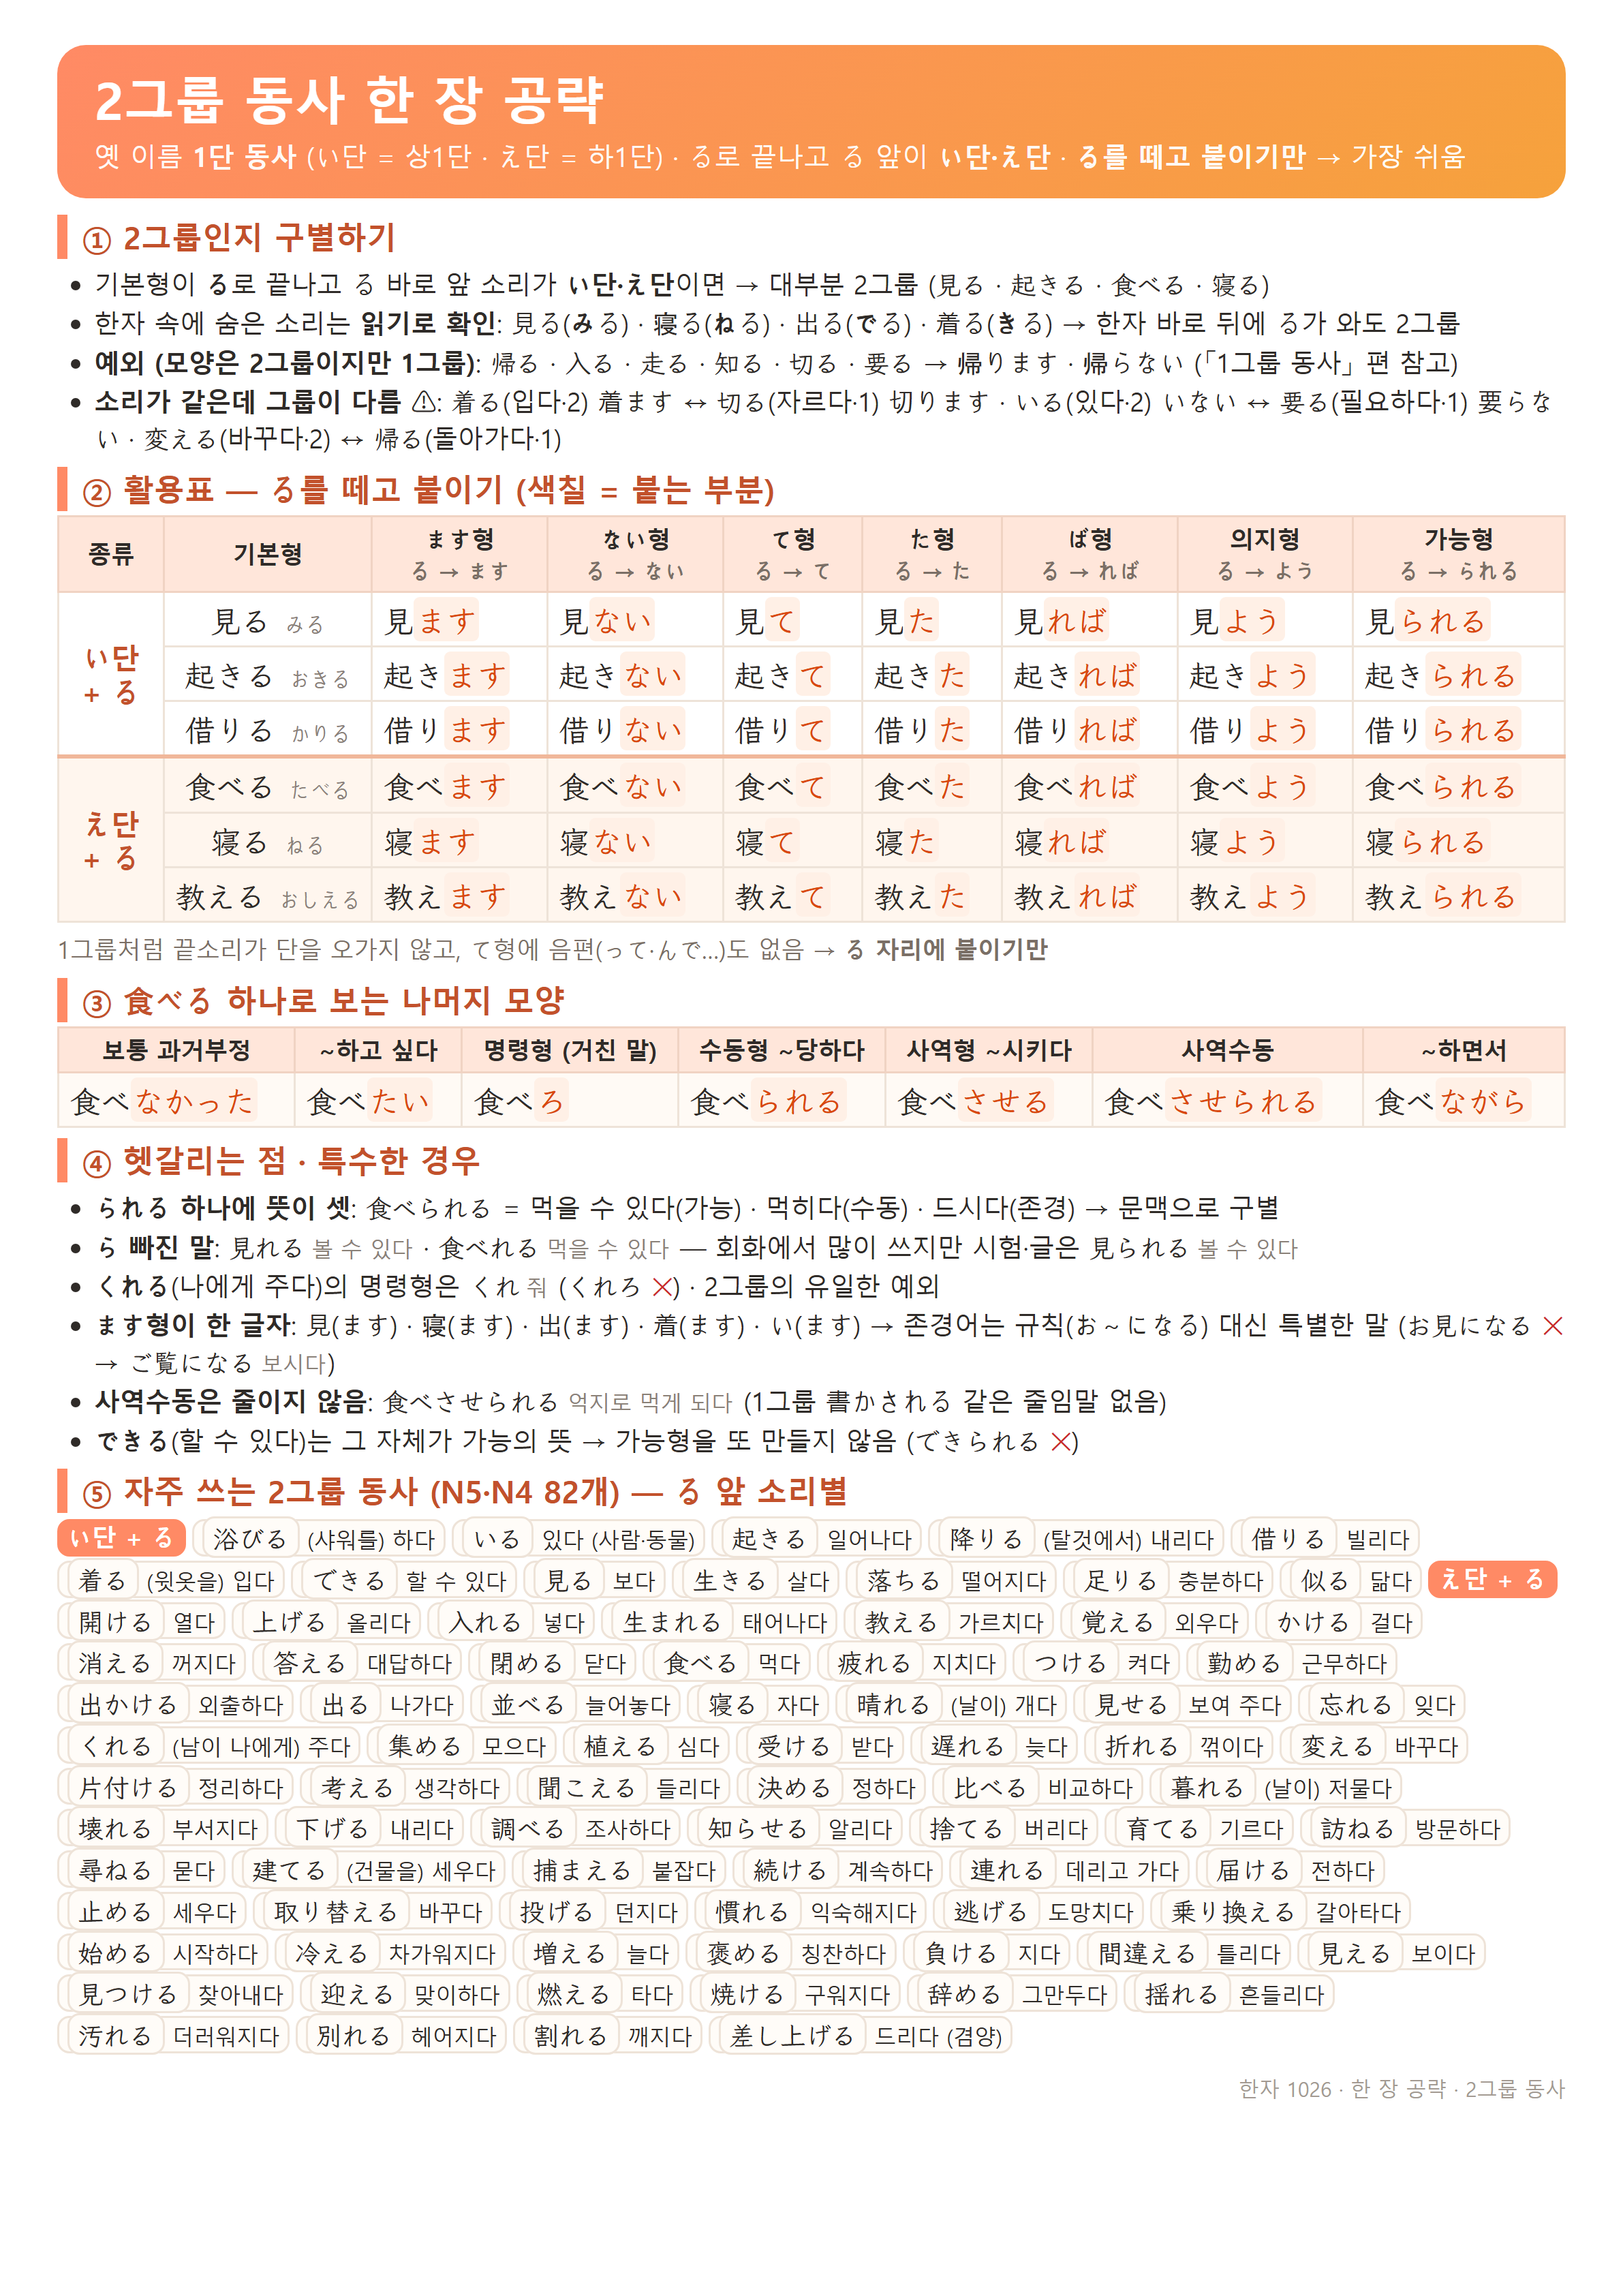 2그룹 동사 한 장 공략
옛 이름 1단 동사 (い단 = 상1단 · え단 = 하1단) · る로 끝나고 る 앞이 い단·え단 · る를 떼고 붙이기만 → 가장 쉬움
① 2그룹인지 구별하기
• 기본형이 る로 끝나고 る 바로 앞 소리가 い단·え단이면 → 대부분 2그룹 (見る · 起きる · 食べる · 寝る)
• 한자 속에 숨은 소리는 읽기로 확인: 見る(みる) · 寝る(ねる) · 出る(でる) · 着る(きる) → 한자 바로 뒤에 る가 와도 2그룹
• 예외 (모양은 2그룹이지만 1그룹): 帰る · 入る · 走る · 知る · 切る · 要る → 帰ります · 帰らない (「1그룹 동사」편 참고)
• 소리가 같은데 그룹이 다름 ⚠: 着る(입다·2) 着ます ↔ 切る(자르다·1) 切ります · いる(있다·2) いない ↔ 要る(필요하다·1) 要らな
い · 変える(바꾸다·2) ↔ 帰る(돌아가다·1)
② 활용표 — る를 떼고 붙이기 (색칠 = 붙는 부분)
종류 기본형 ます형 ない형 て형 た형 ば형 의지형 가능형
る → ます る → ない る → て る → た る → れば る → よう る → られる
い단 + る
見る みる 見ます 見ない 見て 見た 見れば 見よう 見られる
起きる おきる 起きます 起きない 起きて 起きた 起きれば 起きよう 起きられる
借りる かりる 借ります 借りない 借りて 借りた 借りれば 借りよう 借りられる
え단 + る
食べる たべる 食べます 食べない 食べて 食べた 食べれば 食べよう 食べられる
寝る ねる 寝ます 寝ない 寝て 寝た 寝れば 寝よう 寝られる
教える おしえる 教えます 教えない 教えて 教えた 教えれば 教えよう 教えられる
1그룹처럼 끝소리가 단을 오가지 않고, て형에 음편(って·んで…)도 없음 → る 자리에 붙이기만
③ 食べる 하나로 보는 나머지 모양
보통 과거부정 ~하고 싶다 명령형 (거친 말) 수동형 ~당하다 사역형 ~시키다 사역수동 ~하면서
食べなかった 食べたい 食べろ 食べられる 食べさせる 食べさせられる 食べながら
④ 헷갈리는 점 · 특수한 경우
• られる 하나에 뜻이 셋: 食べられる = 먹을 수 있다(가능) · 먹히다(수동) · 드시다(존경) → 문맥으로 구별
• ら 빠진 말: 見れる 볼 수 있다 · 食べれる 먹을 수 있다 — 회화에서 많이 쓰지만 시험·글은 見られる 볼 수 있다
• くれる(나에게 주다)의 명령형은 くれ 줘 (くれろ ✕) · 2그룹의 유일한 예외
• ます형이 한 글자: 見(ます) · 寝(ます) · 出(ます) · 着(ます) · い(ます) → 존경어는 규칙(お～になる) 대신 특별한 말 (お見になる ✕
→ ご覧になる 보시다)
• 사역수동은 줄이지 않음: 食べさせられる 억지로 먹게 되다 (1그룹 書かされる 같은 줄임말 없음)
• できる(할 수 있다)는 그 자체가 가능의 뜻 → 가능형을 또 만들지 않음 (できられる ✕)
⑤ 자주 쓰는 2그룹 동사 (N5·N4 82개) — る 앞 소리별
い단 + る 浴びる (샤워를) 하다 いる 있다 (사람·동물) 起きる 일어나다 降りる (탈것에서) 내리다 借りる 빌리다
着る (윗옷을) 입다 できる 할 수 있다 見る 보다 生きる 살다 落ちる 떨어지다 足りる 충분하다 似る 닮다 え단 + る
開ける 열다 上げる 올리다 入れる 넣다 生まれる 태어나다 教える 가르치다 覚える 외우다 かける 걸다
消える 꺼지다 答える 대답하다 閉める 닫다 食べる 먹다 疲れる 지치다 つける 켜다 勤める 근무하다
出かける 외출하다 出る 나가다 並べる 늘어놓다 寝る 자다 晴れる (날이) 개다 見せる 보여 주다 忘れる 잊다
くれる (남이 나에게) 주다 集める 모으다 植える 심다 受ける 받다 遅れる 늦다 折れる 꺾이다 変える 바꾸다
片付ける 정리하다 考える 생각하다 聞こえる 들리다 決める 정하다 比べる 비교하다 暮れる (날이) 저물다
壊れる 부서지다 下げる 내리다 調べる 조사하다 知らせる 알리다 捨てる 버리다 育てる 기르다 訪ねる 방문하다
尋ねる 묻다 建てる (건물을) 세우다 捕まえる 붙잡다 続ける 계속하다 連れる 데리고 가다 届ける 전하다
止める 세우다 取り替える 바꾸다 投げる 던지다 慣れる 익숙해지다 逃げる 도망치다 乗り換える 갈아타다
始める 시작하다 冷える 차가워지다 増える 늘다 褒める 칭찬하다 負ける 지다 間違える 틀리다 見える 보이다
見つける 찾아내다 迎える 맞이하다 燃える 타다 焼ける 구워지다 辞める 그만두다 揺れる 흔들리다
汚れる 더러워지다 別れる 헤어지다 割れる 깨지다 差し上げる 드리다 (겸양)
한자 1026 · 한 장 공략 · 2그룹 동사